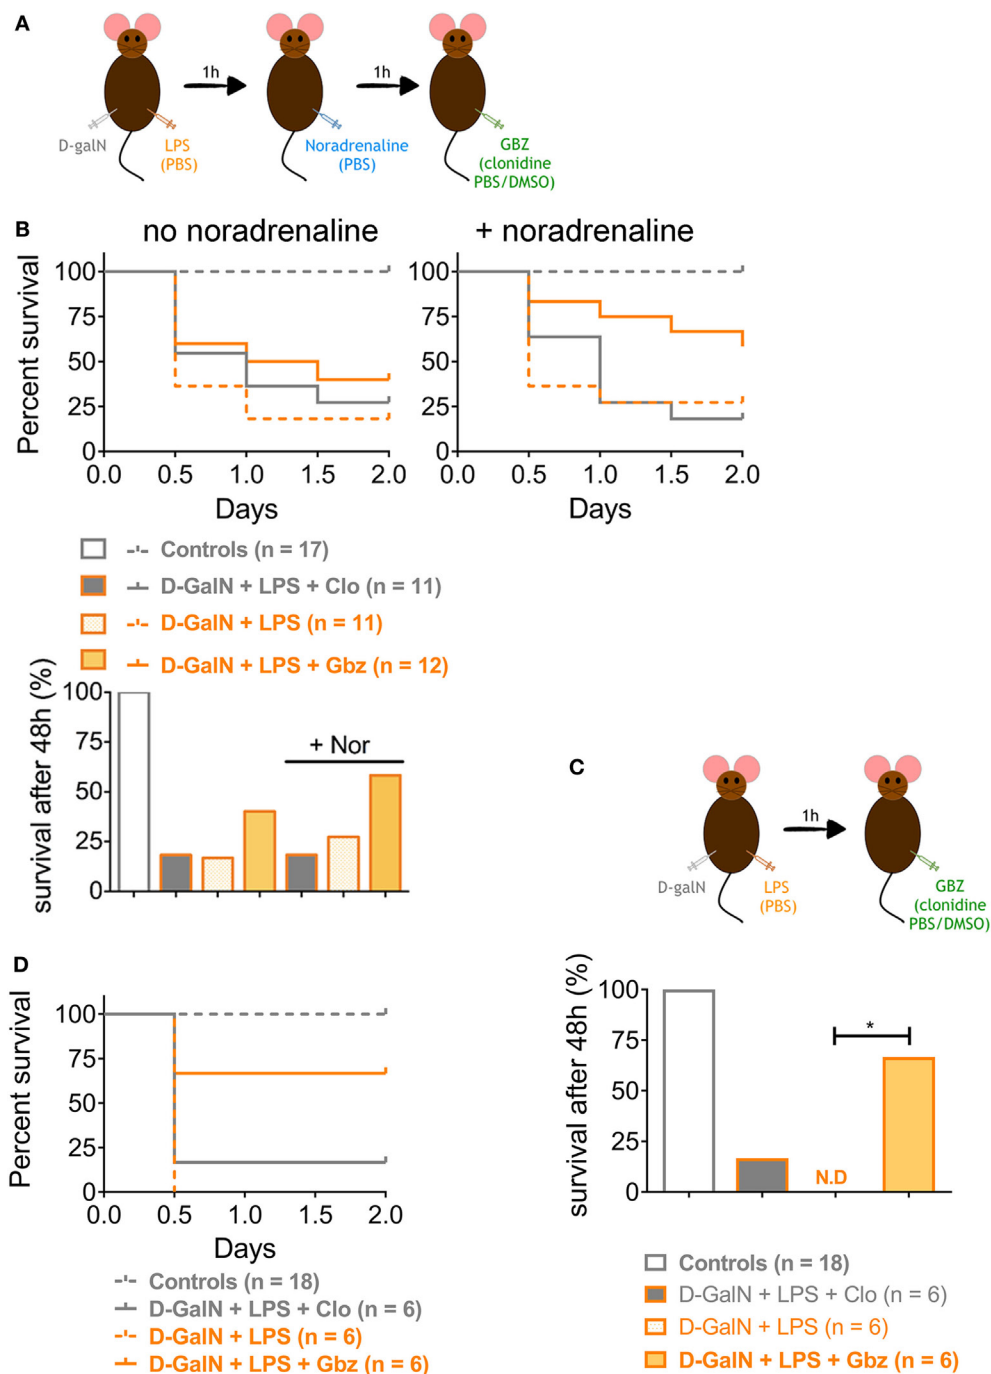 A
1h
1h
D-galN
LPS
(PBS)
Noradrenaline
(PBS)
GBZ
(clonidine
PBS/DMSO)
B
no noradrenaline
+ noradrenaline
Percent survival
100
75
50
25
0
0.0 0.5 1.0 1.5 2.0
Days
100
75
50
25
0
0.0 0.5 1.0 1.5 2.0
Days
Controls (n = 17)
D-GalN + LPS + Clo (n = 11)
D-GalN + LPS (n = 11)
D-GalN + LPS + Gbz (n = 12)
survival after 48h (%)
100
75
50
25
0
+ Nor
C
1h
D-galN
LPS
(PBS)
GBZ
(clonidine
PBS/DMSO)
D
Percent survival
100
75
50
25
0
0.0 0.5 1.0 1.5 2.0
Days
Controls (n = 18)
D-GalN + LPS + Clo (n = 6)
D-GalN + LPS (n = 6)
D-GalN + LPS + Gbz (n = 6)
survival after 48h (%)
100
75
50
25
0
*
N.D
Controls (n = 18)
D-GalN + LPS + Clo (n = 6)
D-GalN + LPS (n = 6)
D-GalN + LPS + Gbz (n = 6)